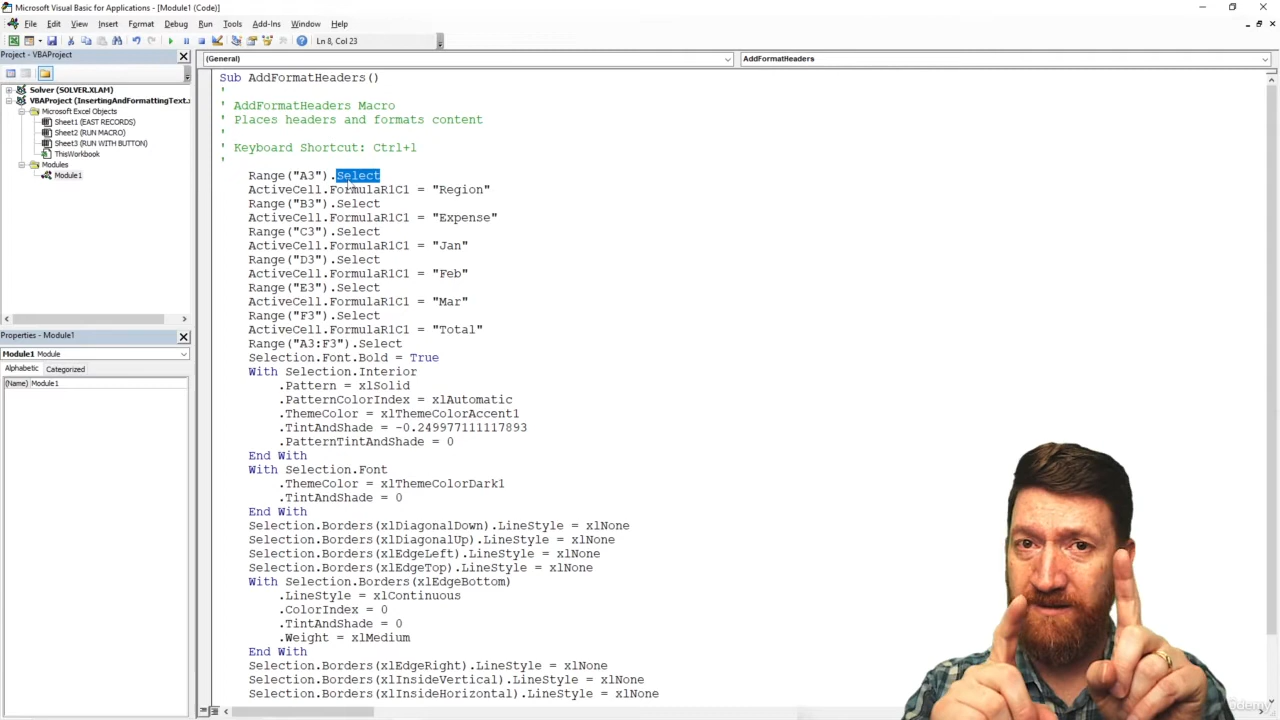 Microsoft Visual Basic for Applications - [Module1 (Code)]
File Edit View Insert Format Debug Run Tools Add-Ins Window Help
Ln 8, Col 23
Project - VBAProject
Solver (SOLVER.XLAM)
VBAProject (InsertingAndFormattingText.x
Microsoft Excel Objects
Sheet1 (EAST RECORDS)
Sheet2 (RUN MACRO)
Sheet3 (RUN WITH BUTTON)
ThisWorkbook
Modules
Module1
Properties - Module1
Module1 Module
Alphabetic Categorized
(Name) Module1
(General) AddFormatHeaders
Sub AddFormatHeaders()
'
' AddFormatHeaders Macro
' Places headers and formats content
'
' Keyboard Shortcut: Ctrl+l
'
Range("A3").Select
ActiveCell.FormulaR1C1 = "Region"
Range("B3").Select
ActiveCell.FormulaR1C1 = "Expense"
Range("C3").Select
ActiveCell.FormulaR1C1 = "Jan"
Range("D3").Select
ActiveCell.FormulaR1C1 = "Feb"
Range("E3").Select
ActiveCell.FormulaR1C1 = "Mar"
Range("F3").Select
ActiveCell.FormulaR1C1 = "Total"
Range("A3:F3").Select
Selection.Font.Bold = True
With Selection.Interior
.Pattern = xlSolid
.PatternColorIndex = xlAutomatic
.ThemeColor = xlThemeColorAccent1
.TintAndShade = -0.249977111117893
.PatternTintAndShade = 0
End With
With Selection.Font
.ThemeColor = xlThemeColorDark1
.TintAndShade = 0
End With
Selection.Borders(xlDiagonalDown).LineStyle = xlNone
Selection.Borders(xlDiagonalUp).LineStyle = xlNone
Selection.Borders(xlEdgeLeft).LineStyle = xlNone
Selection.Borders(xlEdgeTop).LineStyle = xlNone
With Selection.Borders(xlEdgeBottom)
.LineStyle = xlContinuous
.ColorIndex = 0
.TintAndShade = 0
.Weight = xlMedium
End With
Selection.Borders(xlEdgeRight).LineStyle = xlNone
Selection.Borders(xlInsideVertical).LineStyle = xlNone
Selection.Borders(xlInsideHorizontal).LineStyle = xlNone
Udemy